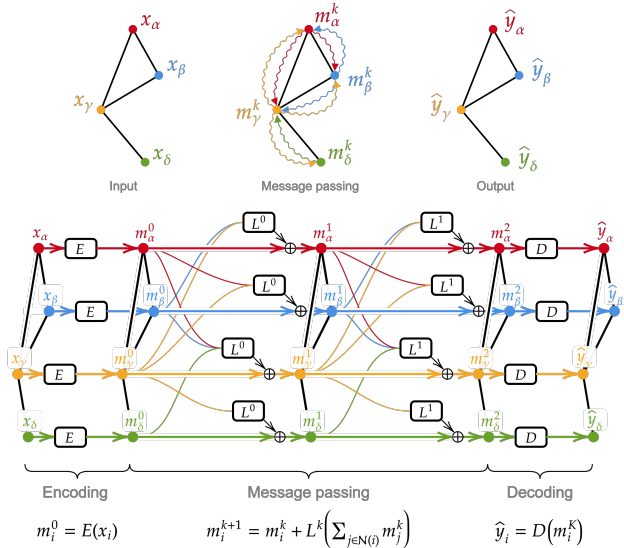 x_α m_α^k ŷ_α
x_β m_β^k ŷ_β
x_γ m_γ^k ŷ_γ
x_δ m_δ^k ŷ_δ
Input Message passing Output
L^0 L^1
x_α E m_α^0 m_α^1 m_α^2 D ŷ_α
L^0 L^1
x_β E m_β^0 m_β^1 m_β^2 D ŷ_β
L^0 L^1
x_γ E m_γ^0 m_γ^1 m_γ^2 D ŷ_γ
L^0 L^1
x_δ E m_δ^0 m_δ^1 m_δ^2 D ŷ_δ
Encoding Message passing Decoding
m_i^0 = E(x_i) m_i^{k+1} = m_i^k + L^k(∑_{j∈N(i)} m_j^k) ŷ_i = D(m_i^K)